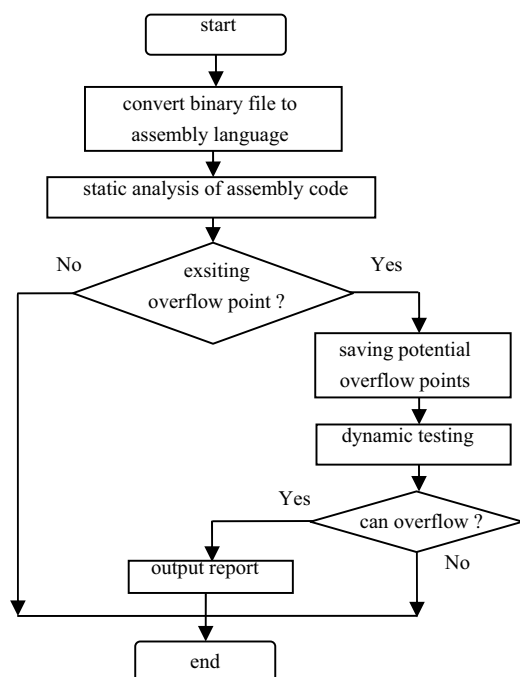 start
convert binary file to
assembly language
static analysis of assembly code
No
exsiting
overflow point ?
Yes
saving potential
overflow points
dynamic testing
Yes
can overflow ?
No
output report
end